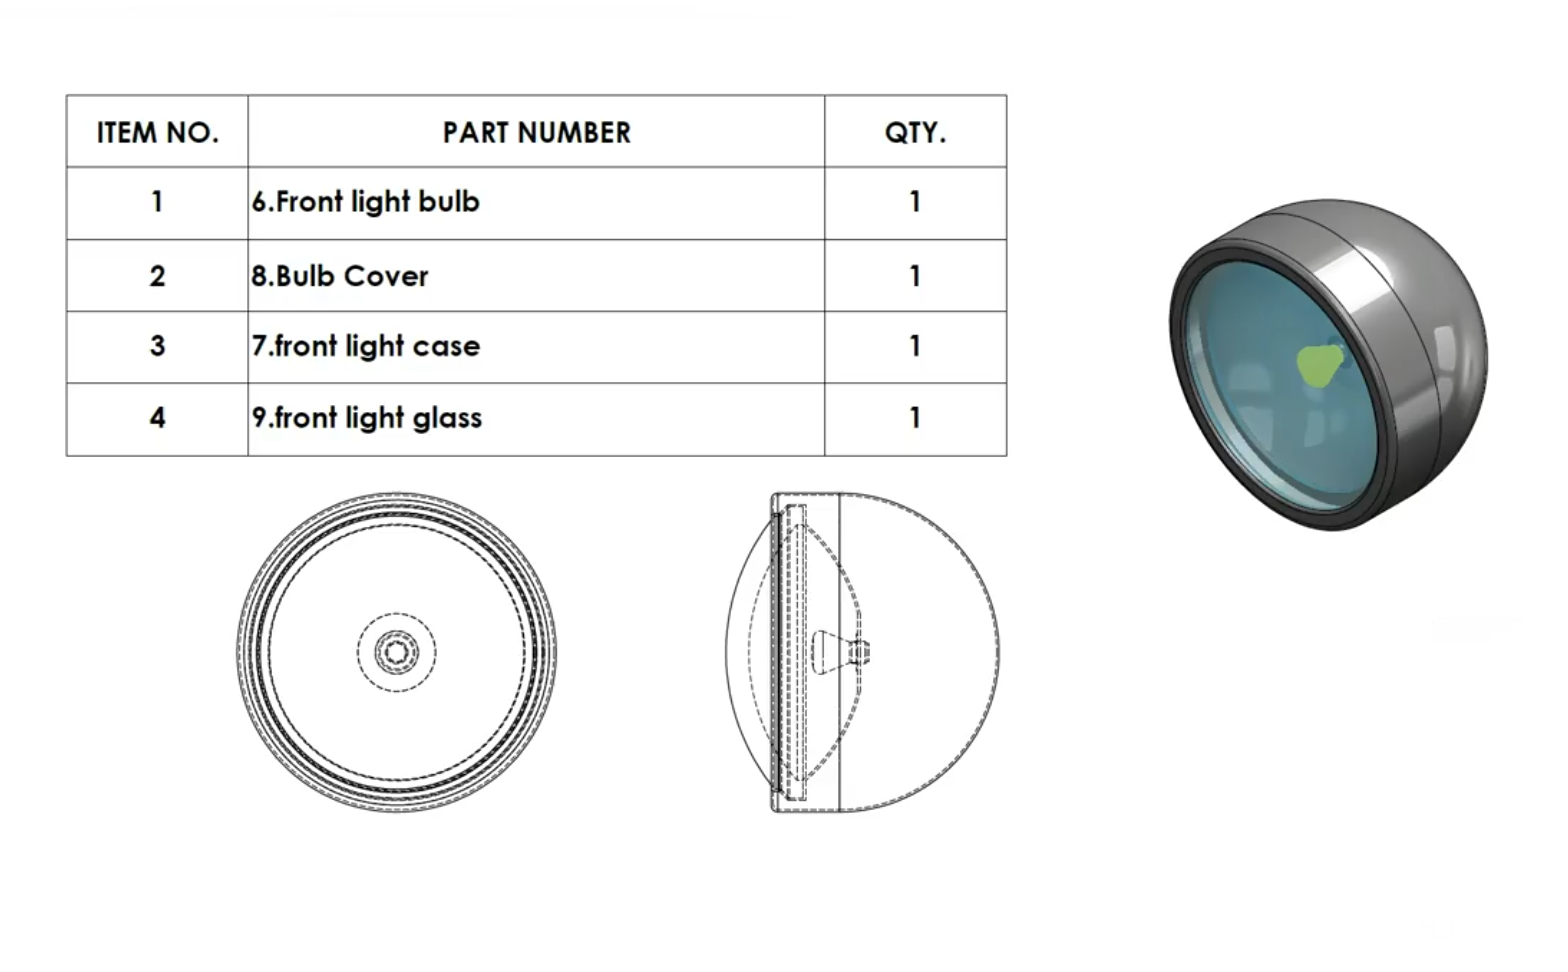 ITEM NO. PART NUMBER QTY.
1 6.Front light bulb 1
2 8.Bulb Cover 1
3 7.front light case 1
4 9.front light glass 1